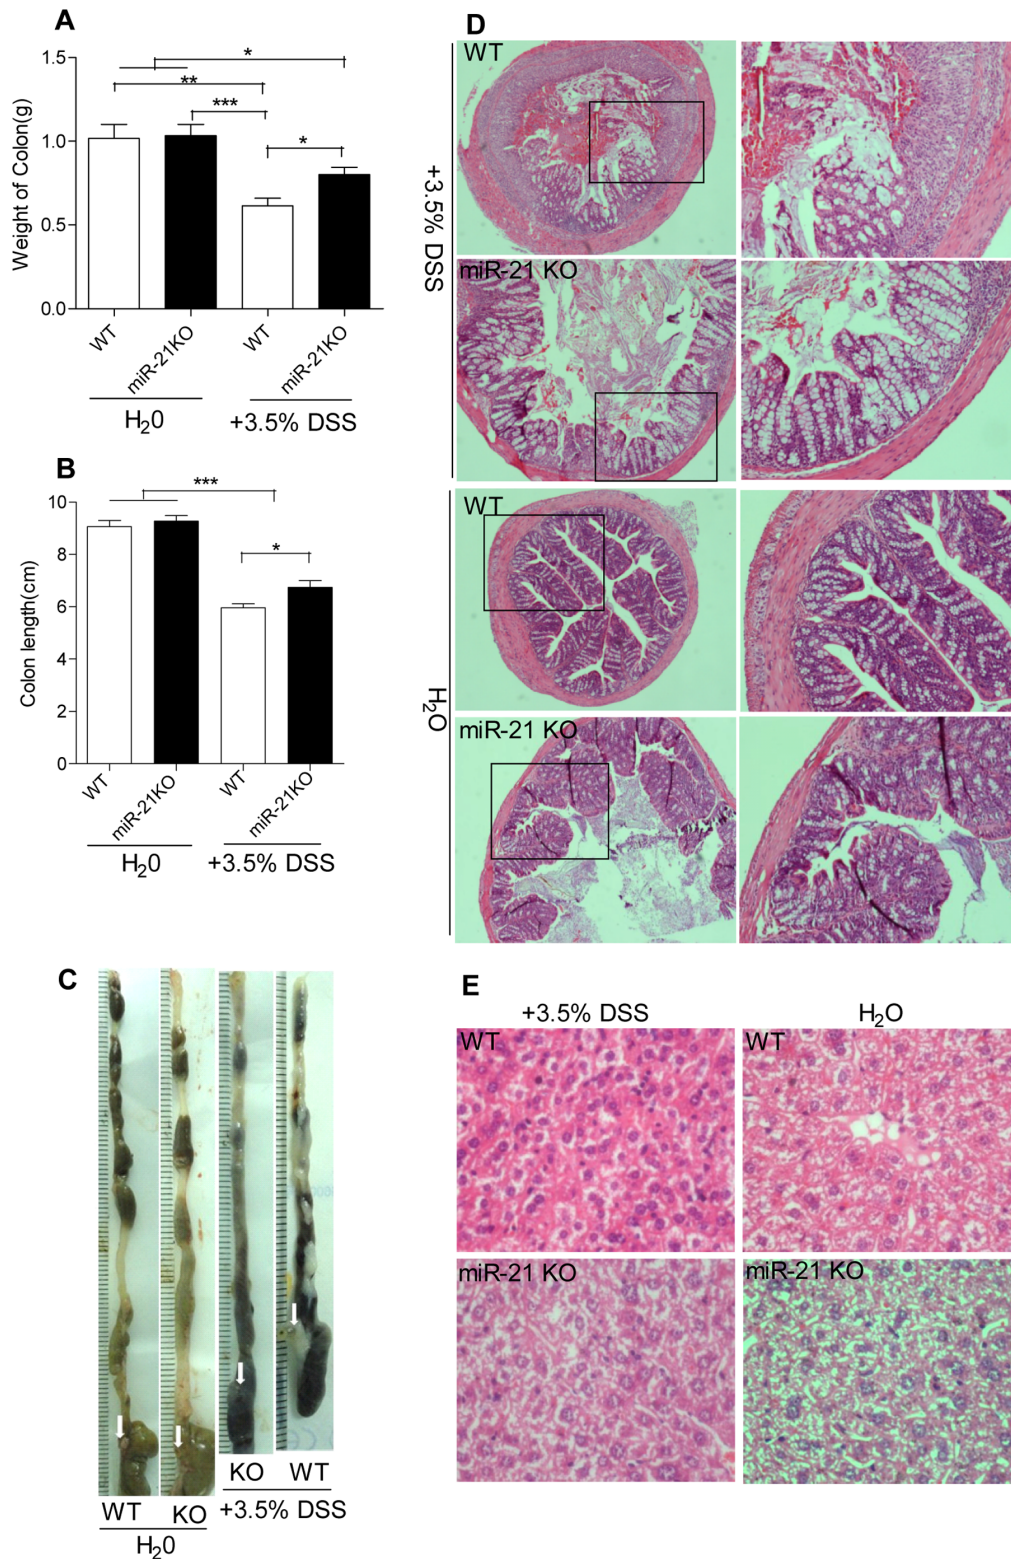 A
1.5
1.0
0.5
0.0
Weight of Colon(g)
*
**
***
*
WT
miR-21KO
WT
miR-21KO
H20
+3.5% DSS
B
10
8
6
4
2
0
Colon length(cm)
***
*
WT
miR-21KO
WT
miR-21KO
H20
+3.5% DSS
C
WT
KO
KO
WT
H20
+3.5% DSS
D
+3.5% DSS
WT
miR-21 KO
H2O
WT
miR-21 KO
E
+3.5% DSS
H2O
WT
WT
miR-21 KO
miR-21 KO